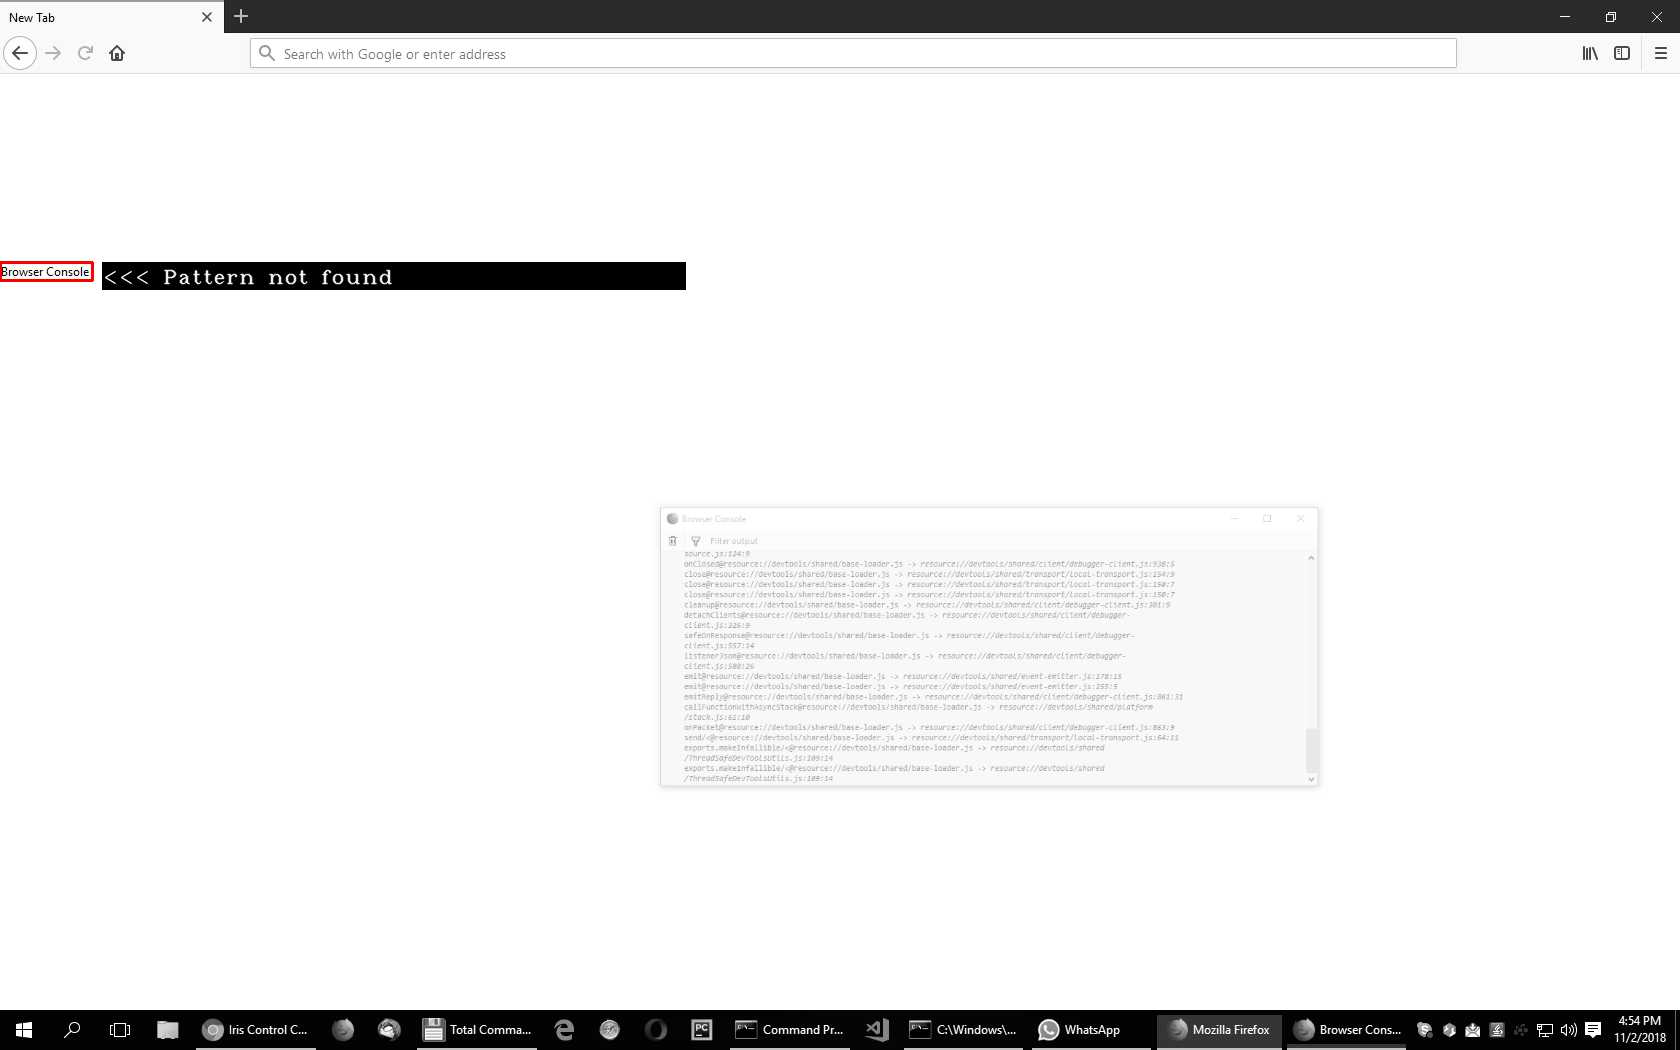 New Tab
Search with Google or enter address
Browser Console
<<< Pattern not found
Browser Console
Filter output
source.js:124:9
onClosed@resource://devtools/shared/base-loader.js -> resource://devtools/shared/client/debugger-client.js:938:5
close@resource://devtools/shared/base-loader.js -> resource://devtools/shared/transport/local-transport.js:154:9
close@resource://devtools/shared/base-loader.js -> resource://devtools/shared/transport/local-transport.js:150:7
close@resource://devtools/shared/base-loader.js -> resource://devtools/shared/transport/local-transport.js:150:7
cleanup@resource://devtools/shared/base-loader.js -> resource://devtools/shared/client/debugger-client.js:301:9
detachClients@resource://devtools/shared/base-loader.js -> resource://devtools/shared/client/debugger-
client.js:326:9
safeOnResponse@resource://devtools/shared/base-loader.js -> resource://devtools/shared/client/debugger-
client.js:557:14
listenerJson@resource://devtools/shared/base-loader.js -> resource://devtools/shared/client/debugger-
client.js:580:26
emit@resource://devtools/shared/base-loader.js -> resource://devtools/shared/event-emitter.js:178:15
emit@resource://devtools/shared/base-loader.js -> resource://devtools/shared/event-emitter.js:255:5
emitReply@resource://devtools/shared/base-loader.js -> resource://devtools/shared/client/debugger-client.js:861:31
callFunctionWithAsyncStack@resource://devtools/shared/base-loader.js -> resource://devtools/shared/platform
/stack.js:61:10
onPacket@resource://devtools/shared/base-loader.js -> resource://devtools/shared/client/debugger-client.js:863:9
send/<@resource://devtools/shared/base-loader.js -> resource://devtools/shared/transport/local-transport.js:64:11
exports.makeInfallible/<@resource://devtools/shared/base-loader.js -> resource://devtools/shared
/ThreadSafeDevToolsUtils.js:109:14
exports.makeInfallible/<@resource://devtools/shared/base-loader.js -> resource://devtools/shared
/ThreadSafeDevToolsUtils.js:109:14
Iris Control C...
Total Comma...
PC
Command Pr...
C:\Windows\...
WhatsApp
Mozilla Firefox
Browser Cons...
4:54 PM
11/2/2018